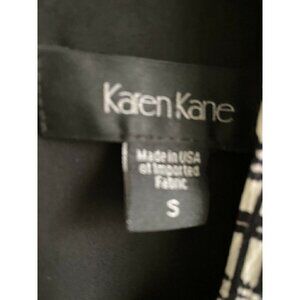 Karen Kane
Made in USA
of Imported
Fabric
S